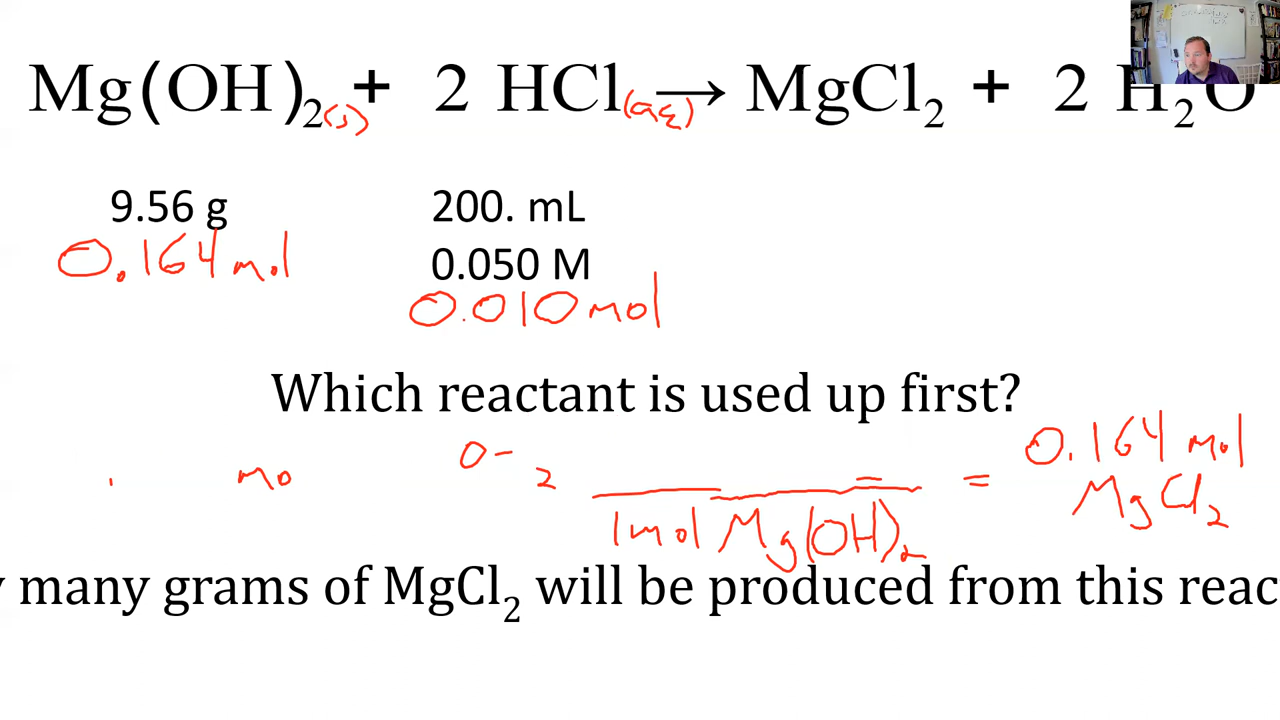 Mg(OH)₂(s) + 2 HCl(aq) → MgCl₂ + 2 H₂O
9.56 g 200. mL
0.164 mol 0.050 M
0.010 mol
Which reactant is used up first?
mo 2 = 0.164 mol
1 mol Mg(OH)₂ MgCl₂
many grams of MgCl₂ will be produced from this reac